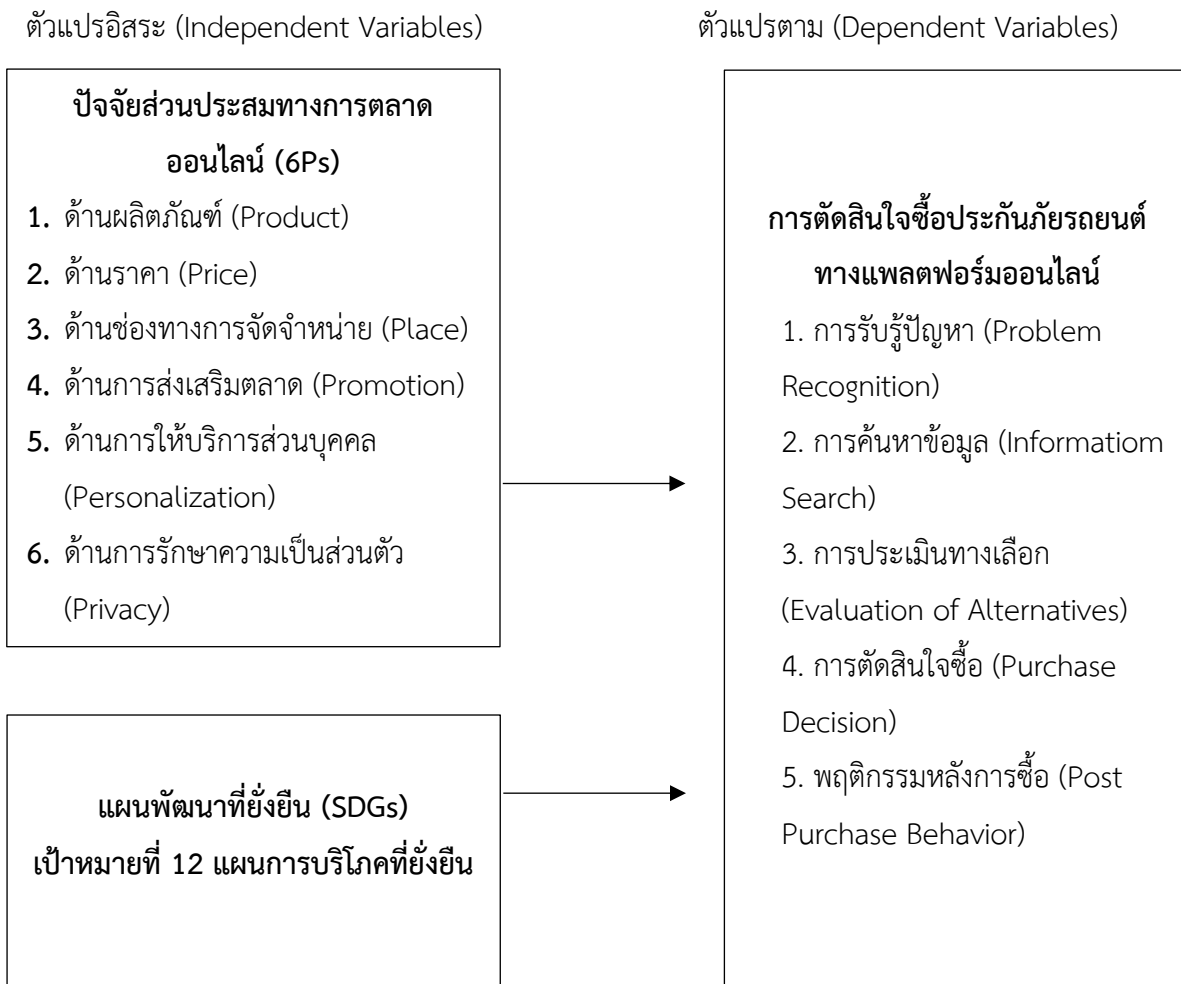 ตัวแปรอิสระ (Independent Variables)
ตัวแปรตาม (Dependent Variables)
ปัจจัยส่วนประสมทางการตลาด
ออนไลน์ (6Ps)
1. ด้านผลิตภัณฑ์ (Product)
2. ด้านราคา (Price)
3. ด้านช่องทางการจัดจำหน่าย (Place)
4. ด้านการส่งเสริมตลาด (Promotion)
5. ด้านการให้บริการส่วนบุคคล
(Personalization)
6. ด้านการรักษาความเป็นส่วนตัว
(Privacy)
แผนพัฒนาที่ยั่งยืน (SDGs)
เป้าหมายที่ 12 แผนการบริโภคที่ยั่งยืน
การตัดสินใจซื้อประกันภัยรถยนต์
ทางแพลตฟอร์มออนไลน์
1. การรับรู้ปัญหา (Problem
Recognition)
2. การค้นหาข้อมูล (Informatiom
Search)
3. การประเมินทางเลือก
(Evaluation of Alternatives)
4. การตัดสินใจซื้อ (Purchase
Decision)
5. พฤติกรรมหลังการซื้อ (Post
Purchase Behavior)